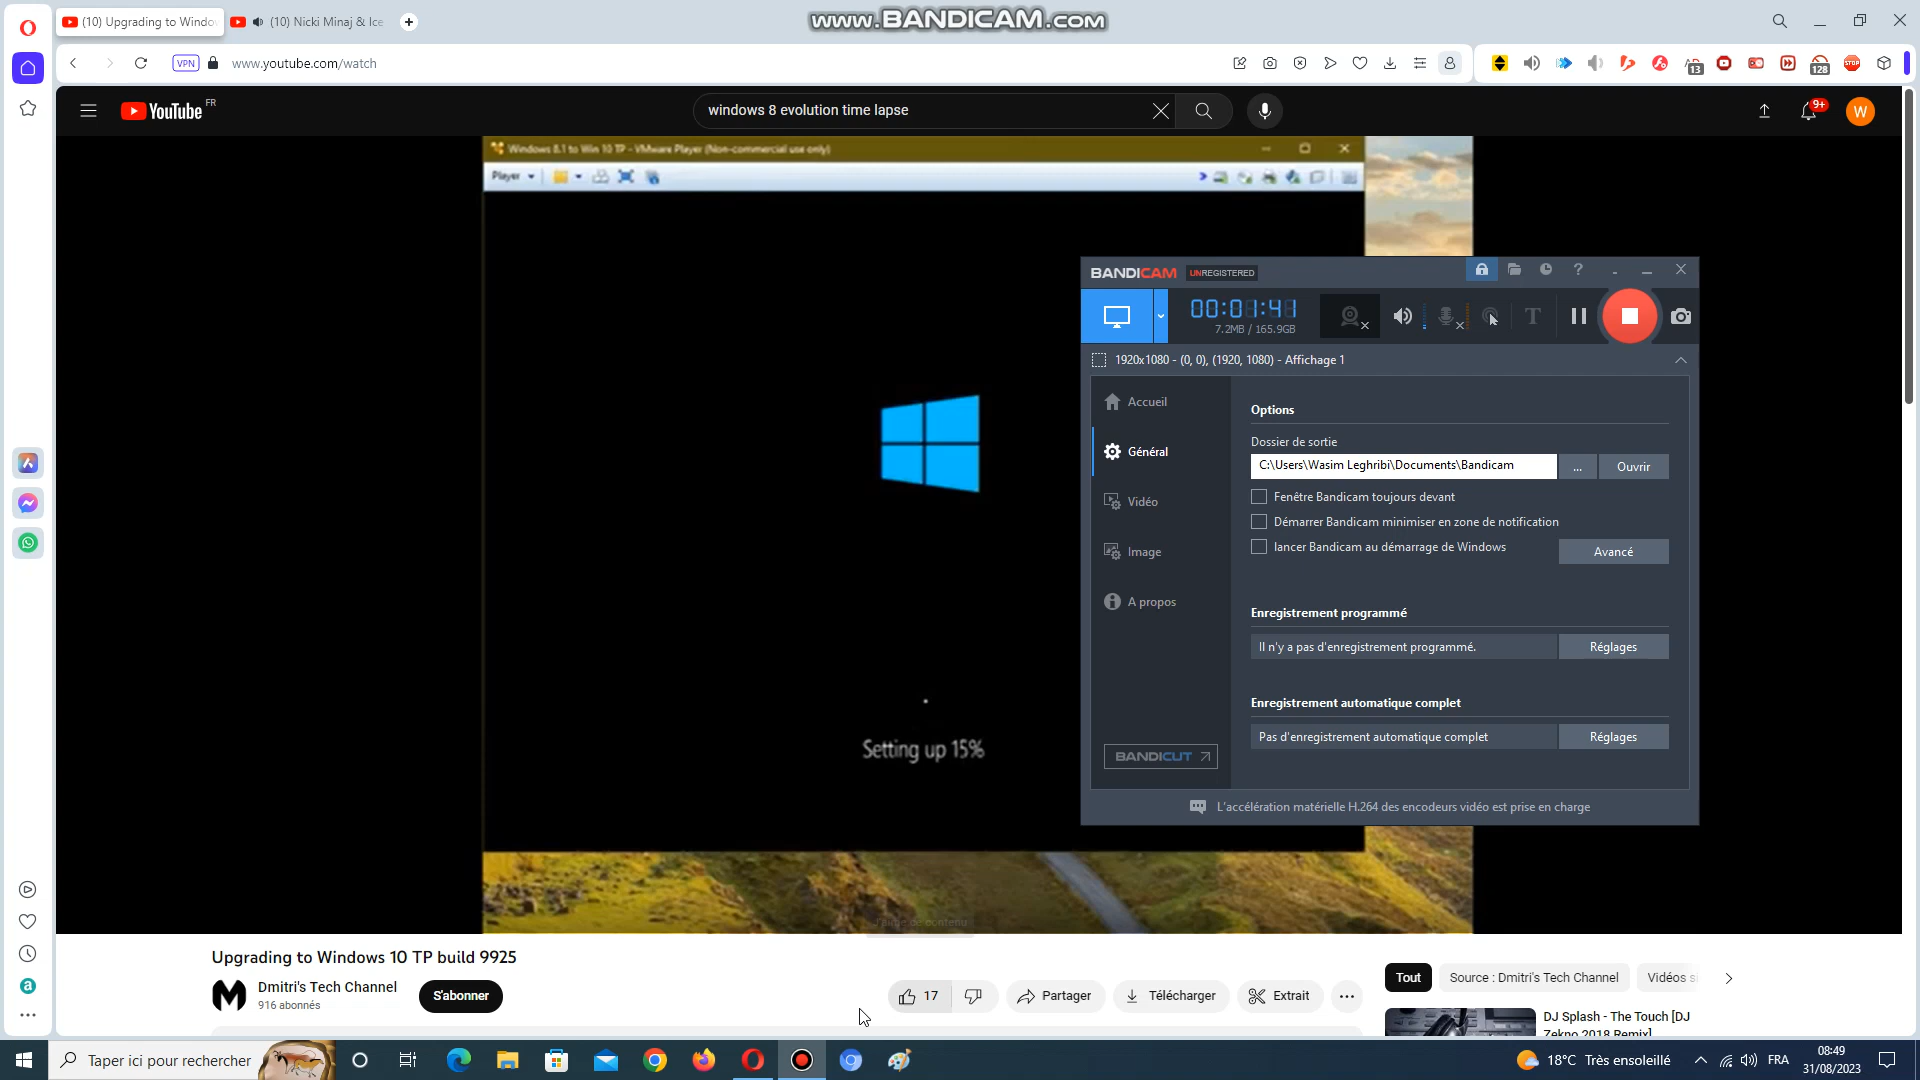 (10) Upgrading to Windo
(10) Nicki Minaj & Ice
www.BANDICAM.com
VPN
www.youtube.com/watch
13
128
STOP
YouTube FR
windows 8 evolution time lapse
9+
W
Windows 8.1 to Win 10 TP - VMware Player (Non-commercial use only)
Player
Setting up 15%
BANDICAM UNREGISTERED
00:01:41
7.2MB / 165.9GB
1920x1080 - (0, 0), (1920, 1080) - Affichage 1
Accueil
Général
Vidéo
Image
A propos
BANDICUT
Options
Dossier de sortie
C:\Users\Wasim Leghribi\Documents\Bandicam
...
Ouvrir
Fenêtre Bandicam toujours devant
Démarrer Bandicam minimiser en zone de notification
lancer Bandicam au démarrage de Windows
Avancé
Enregistrement programmé
Il n'y a pas d'enregistrement programmé.
Réglages
Enregistrement automatique complet
Pas d'enregistrement automatique complet
Réglages
L'accélération matérielle H.264 des encodeurs vidéo est prise en charge
Upgrading to Windows 10 TP build 9925
Dmitri's Tech Channel
916 abonnés
S'abonner
17
Partager
Télécharger
Extrait
Tout
Source : Dmitri's Tech Channel
Vidéos
DJ Splash - The Touch [DJ
Zekno 2018 Remix]
Taper ici pour rechercher
18°C Très ensoleillé
FRA
08:49
31/08/2023